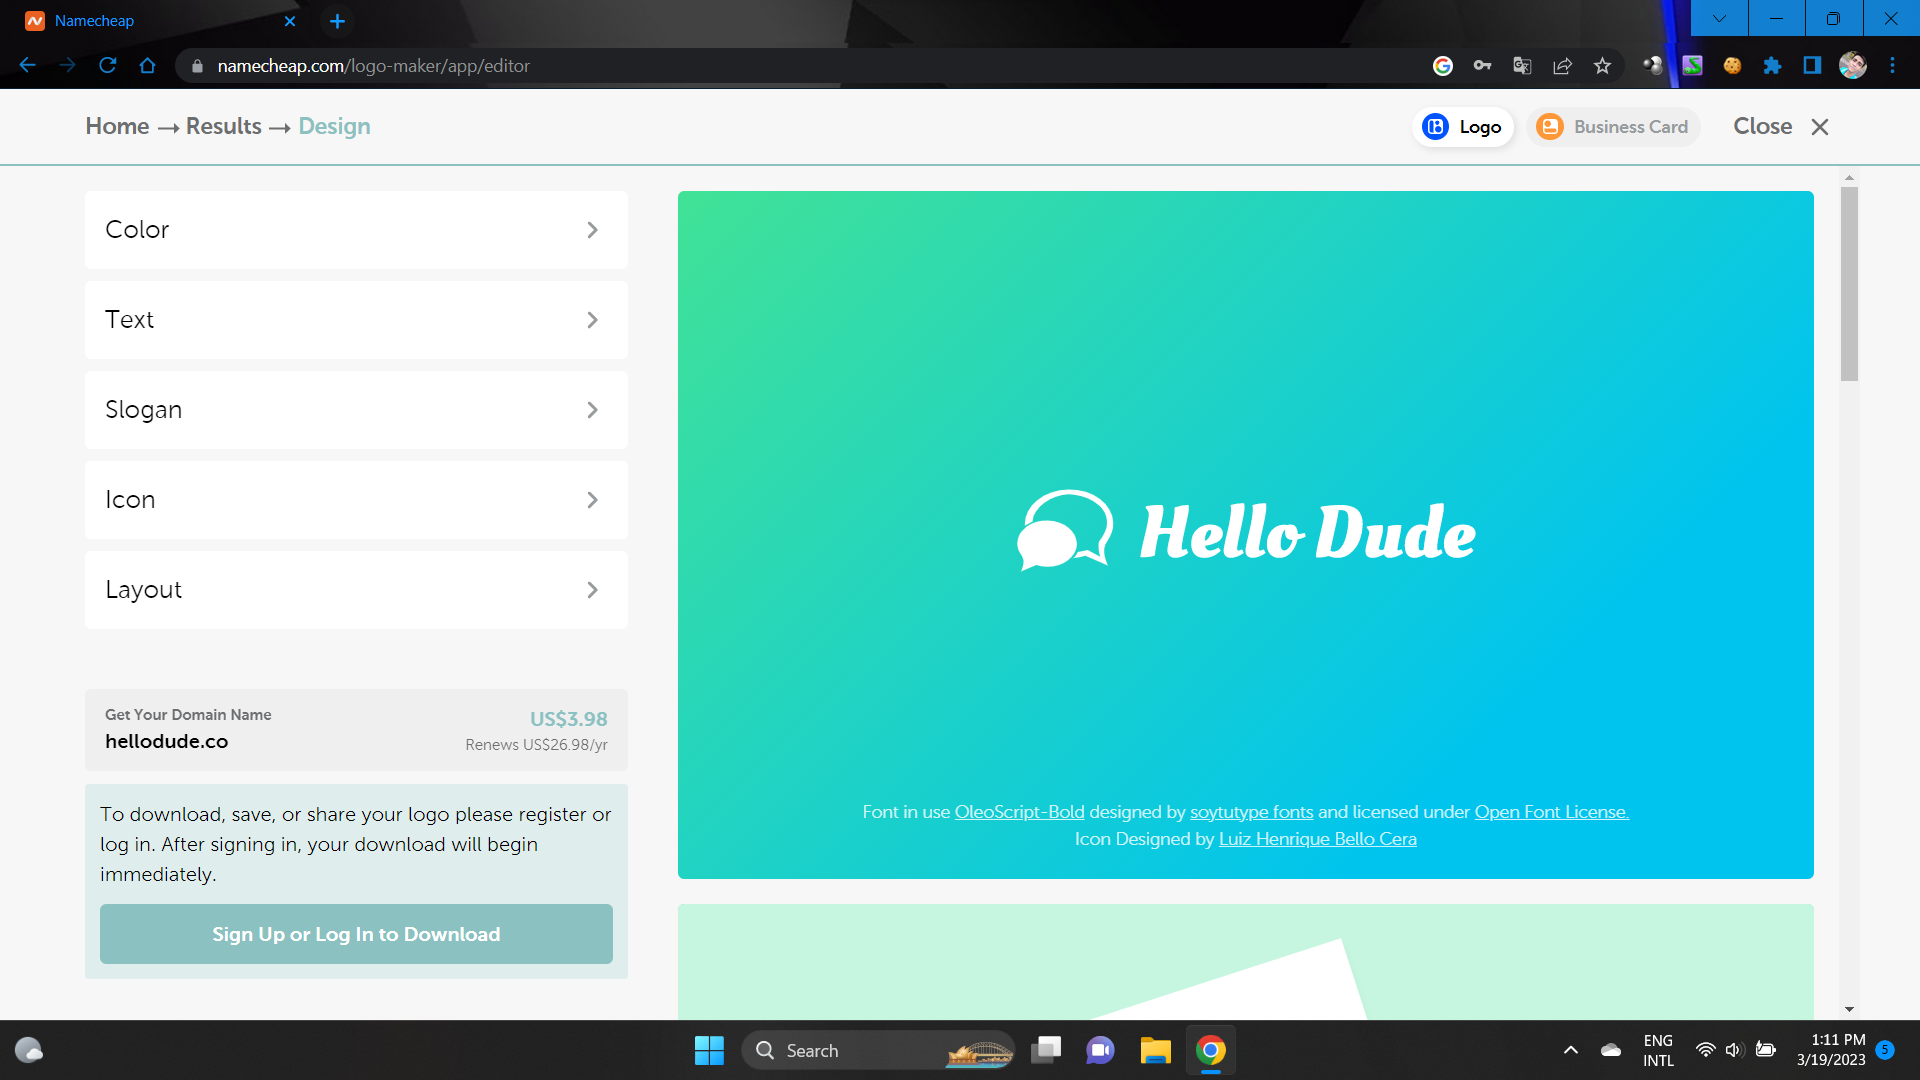 Namecheap
namecheap.com/logo-maker/app/editor
Home → Results → Design
Logo
Business Card
Close
Color
Text
Slogan
Icon
Layout
Hello Dude
Get Your Domain Name
hellodude.co
US$3.98
Renews US$26.98/yr
To download, save, or share your logo please register or
log in. After signing in, your download will begin
immediately.
Sign Up or Log In to Download
Font in use OleoScript-Bold designed by soytutype fonts and licensed under Open Font License.
Icon Designed by Luiz Henrique Bello Cera
Search
ENG
INTL
1:11 PM
3/19/2023
5